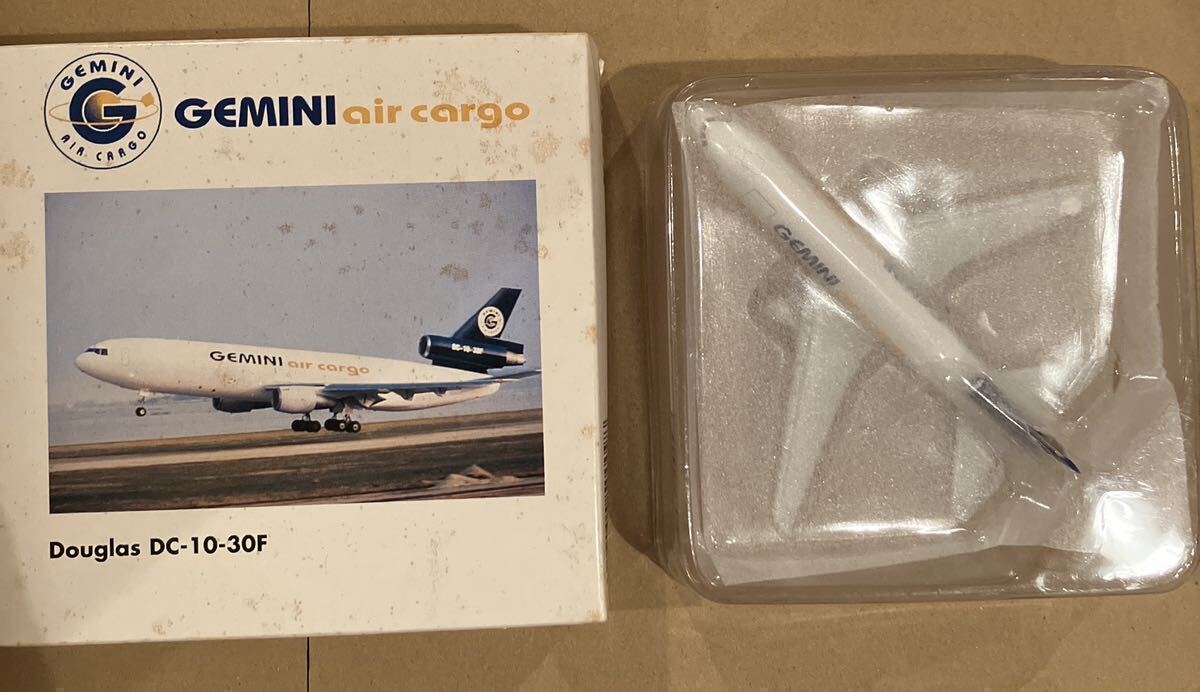 GEMINI
AIR CARGO
G
GEMINI air cargo
GEMINI air cargo
G
DC-10-30F
Douglas DC-10-30F
GEMINI